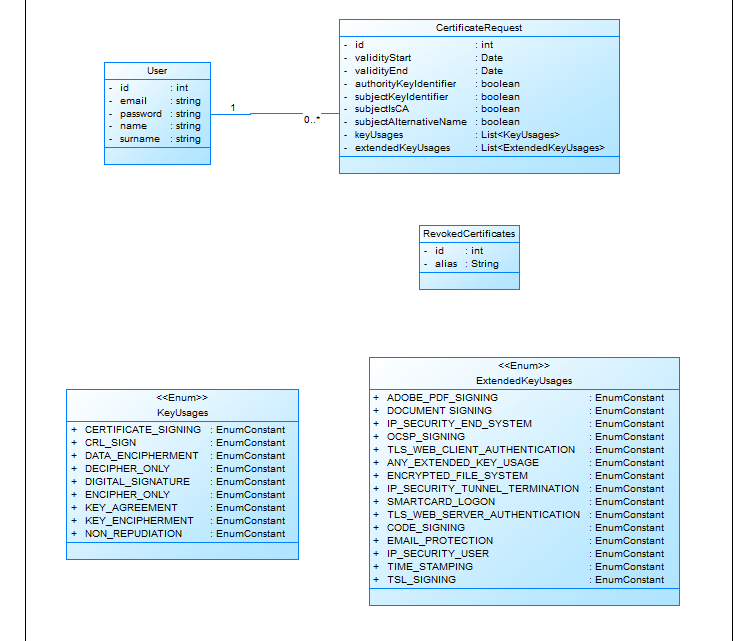 CertificateRequest
- id : int
- validityStart : Date
- validityEnd : Date
- authorityKeyIdentifier : boolean
- subjectKeyIdentifier : boolean
- subjectIsCA : boolean
- subjectAlternativeName : boolean
- keyUsages : List<KeyUsages>
- extendedKeyUsages : List<ExtendedKeyUsages>
User
- id : int
- email : string
- password : string
- name : string
- surname : string
1
0..*
RevokedCertificates
- id : int
- alias : String
<<Enum>>
KeyUsages
+ CERTIFICATE_SIGNING : EnumConstant
+ CRL_SIGN : EnumConstant
+ DATA_ENCIPHERMENT : EnumConstant
+ DECIPHER_ONLY : EnumConstant
+ DIGITAL_SIGNATURE : EnumConstant
+ ENCIPHER_ONLY : EnumConstant
+ KEY_AGREEMENT : EnumConstant
+ KEY_ENCIPHERMENT : EnumConstant
+ NON_REPUDIATION : EnumConstant
<<Enum>>
ExtendedKeyUsages
+ ADOBE_PDF_SIGNING : EnumConstant
+ DOCUMENT SIGNING : EnumConstant
+ IP_SECURITY_END_SYSTEM : EnumConstant
+ OCSP_SIGNING : EnumConstant
+ TLS_WEB_CLIENT_AUTHENTICATION : EnumConstant
+ ANY_EXTENDED_KEY_USAGE : EnumConstant
+ ENCRYPTED_FILE_SYSTEM : EnumConstant
+ IP_SECURITY_TUNNEL_TERMINATION : EnumConstant
+ SMARTCARD_LOGON : EnumConstant
+ TLS_WEB_SERVER_AUTHENTICATION : EnumConstant
+ CODE_SIGNING : EnumConstant
+ EMAIL_PROTECTION : EnumConstant
+ IP_SECURITY_USER : EnumConstant
+ TIME_STAMPING : EnumConstant
+ TSL_SIGNING : EnumConstant